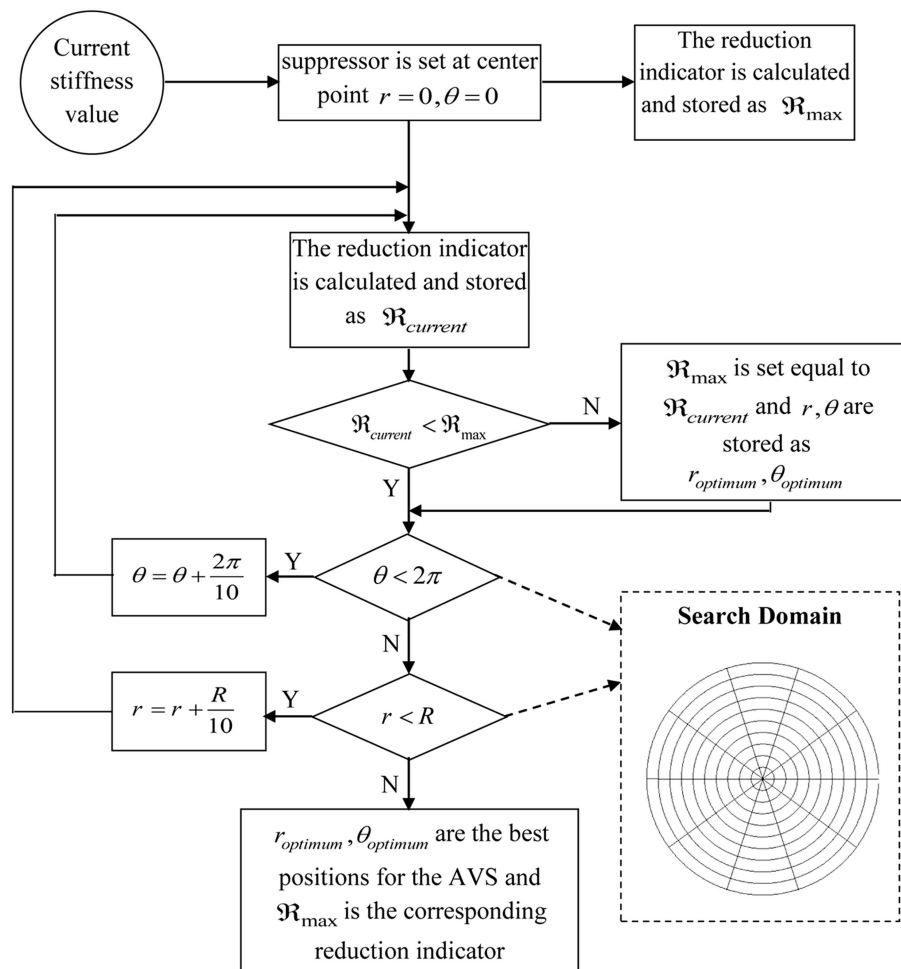 Current
stiffness
value
suppressor is set at center
point r = 0, θ = 0
The reduction
indicator is calculated
and stored as ℜmax
The reduction indicator
is calculated and stored
as ℜcurrent
ℜcurrent < ℜmax
N
ℜmax is set equal to
ℜcurrent and r, θ are
stored as
roptimum, θoptimum
Y
θ = θ + 2π/10
Y
θ < 2π
N
Search Domain
r = r + R/10
Y
r < R
N
roptimum, θoptimum are the best
positions for the AVS and
ℜmax is the corresponding
reduction indicator